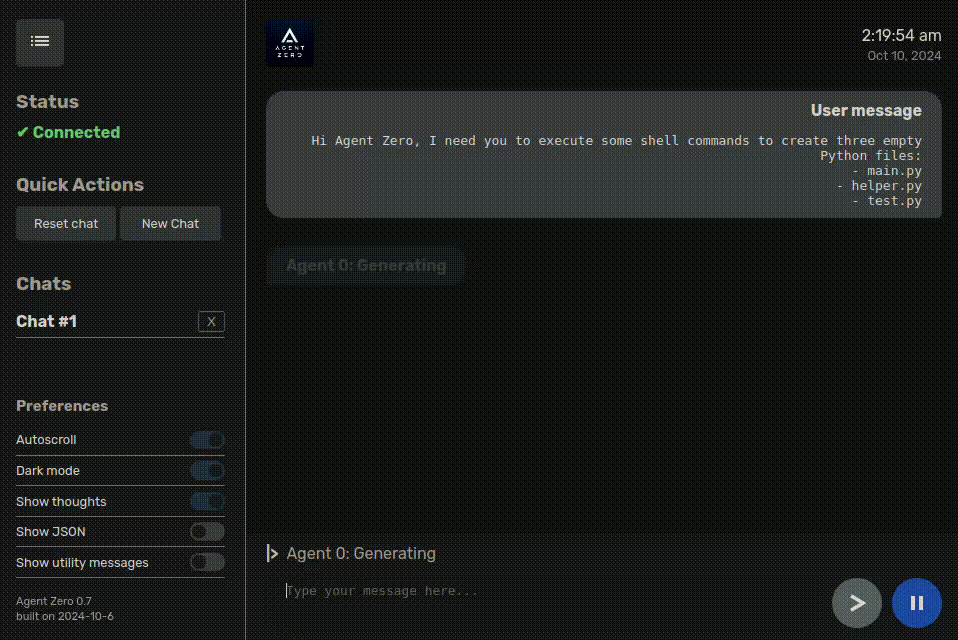 Status
✔ Connected
Quick Actions
Reset chat
New Chat
Chats
Chat #1
X
Preferences
Autoscroll
Dark mode
Show thoughts
Show JSON
Show utility messages
Agent Zero 0.7
built on 2024-10-6
AGENT
ZERO
2:19:54 am
Oct 10, 2024
User message
Hi Agent Zero, I need you to execute some shell commands to create three empty
Python files:
- main.py
- helper.py
- test.py
Agent 0: Generating
Agent 0: Generating
Type your message here...